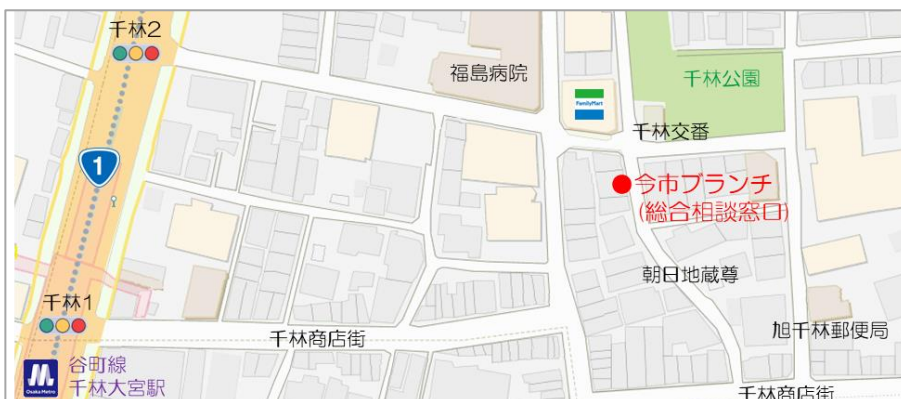 千林2
福島病院
FamilyMart
千林公園
千林交番
1
今市ブランチ
(総合相談窓口)
朝日地蔵尊
千林1
千林商店街
旭千林郵便局
谷町線
千林大宮駅
Osaka Metro
千林商店街